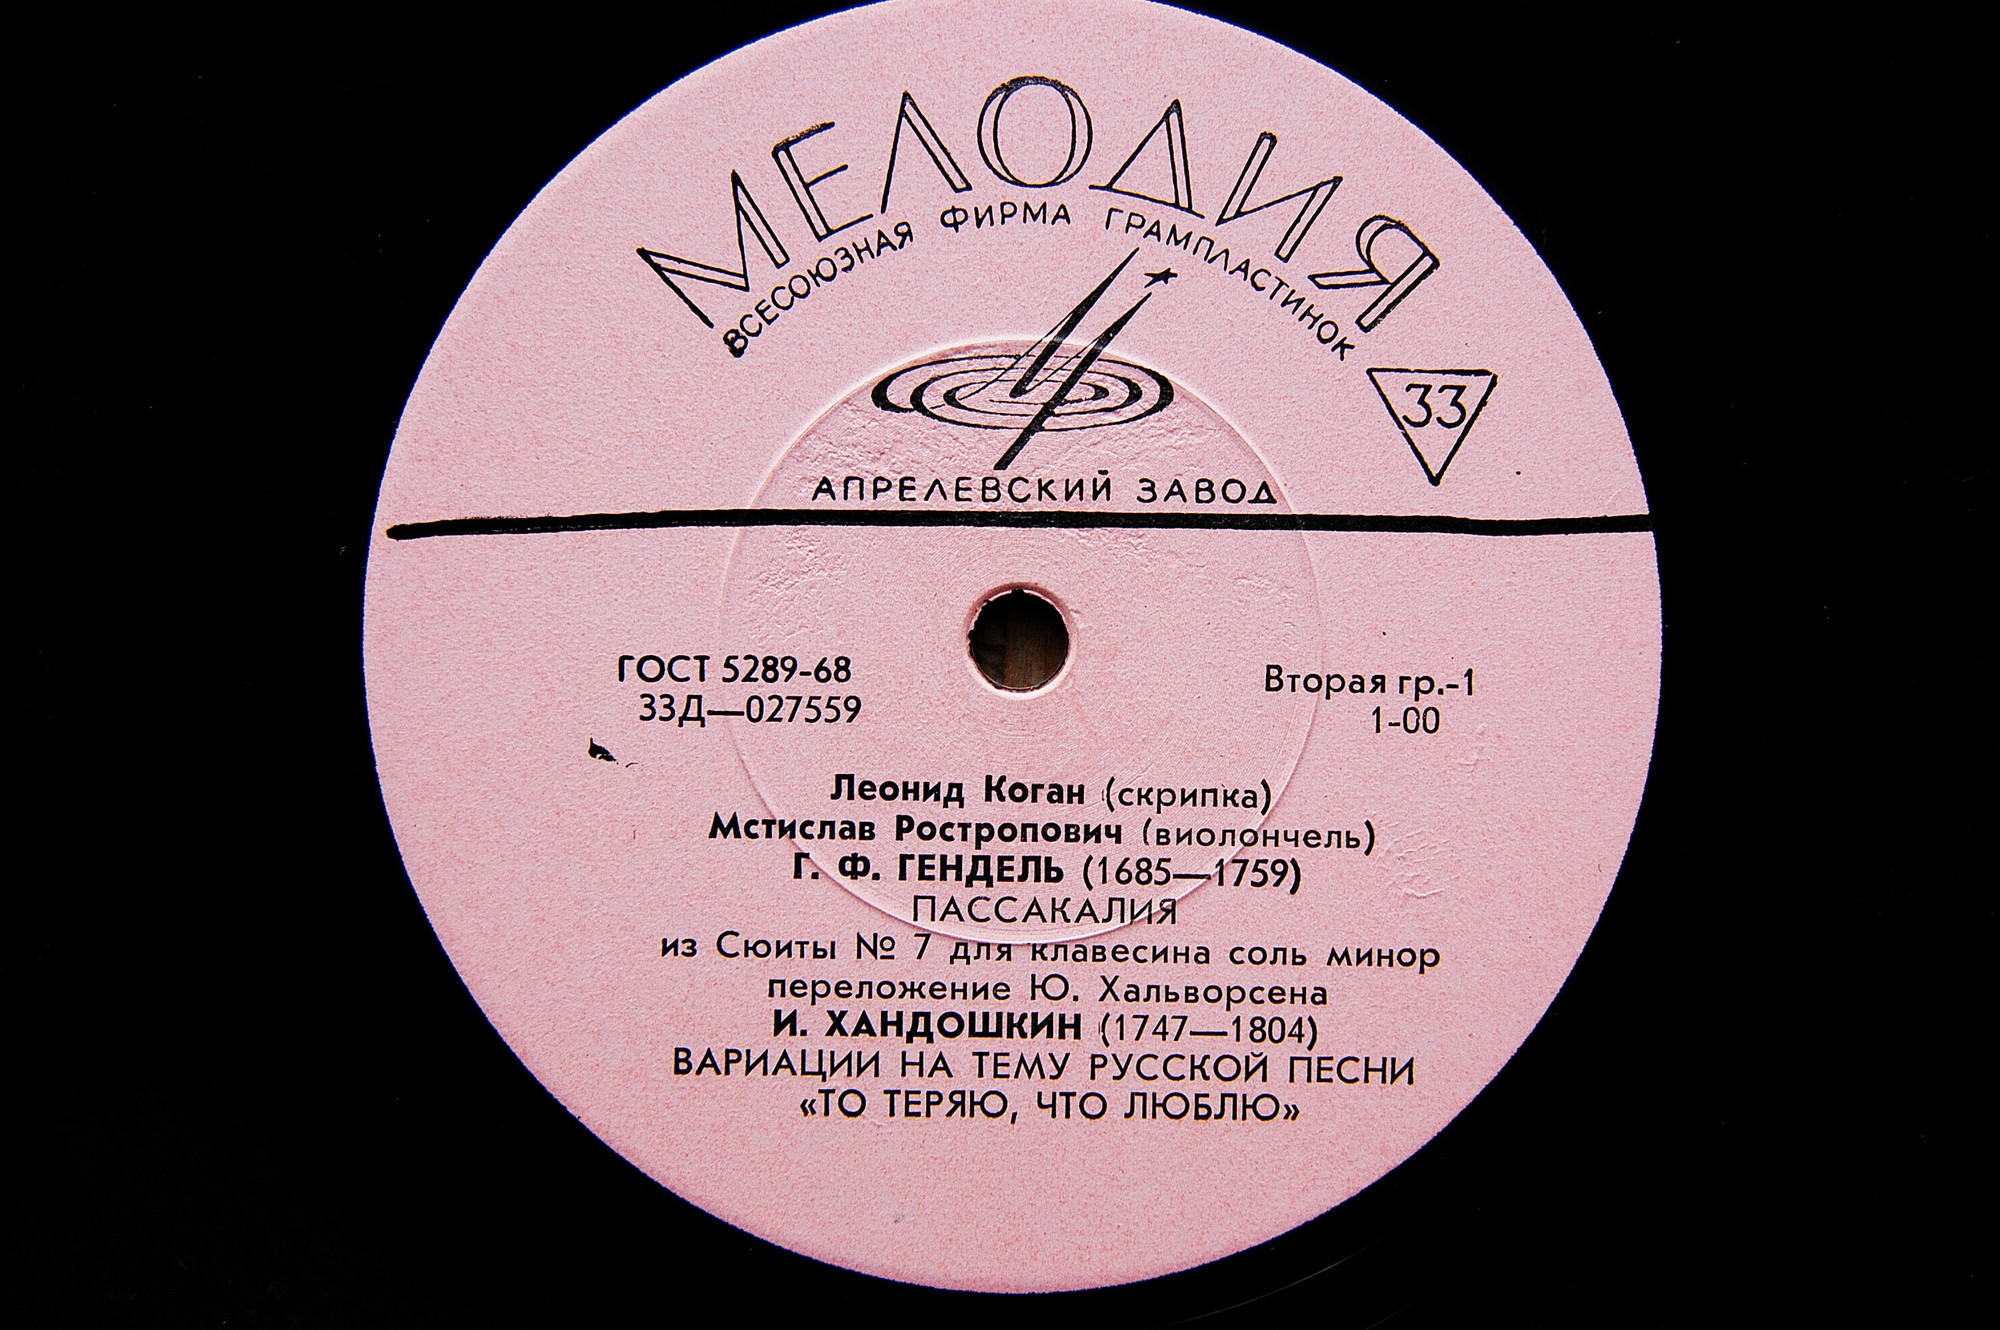 МЕЛОДИЯ
ВСЕСОЮЗНАЯ ФИРМА ГРАМПЛАСТИНОК
33
АПРЕЛЕВСКИЙ ЗАВОД
ГОСТ 5289-68
33Д—027559
Вторая гр.-1
1-00
Леонид Коган (скрипка)
Мстислав Ростропович (виолончель)
Г. Ф. ГЕНДЕЛЬ (1685—1759)
ПАССАКАЛИЯ
из Сюиты № 7 для клавесина соль минор
переложение Ю. Хальворсена
И. ХАНДОШКИН (1747—1804)
ВАРИАЦИИ НА ТЕМУ РУССКОЙ ПЕСНИ
«ТО ТЕРЯЮ, ЧТО ЛЮБЛЮ»